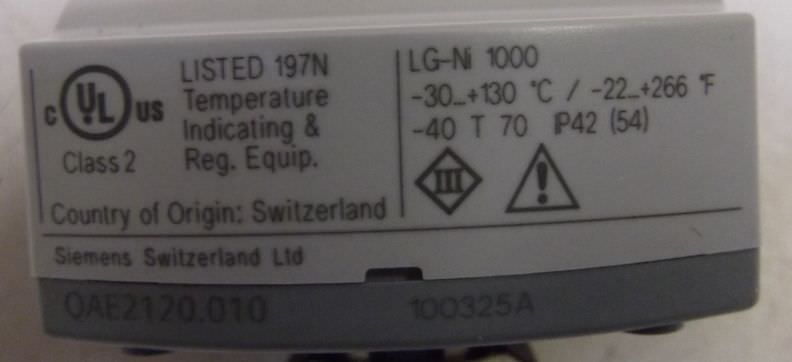 C UL US
Class 2
LISTED 197N
Temperature
Indicating &
Reg. Equip.
Country of Origin: Switzerland
LG-Ni 1000
-30...+130 °C / -22...+266 °F
-40 T 70 IP42 (54)
III
!
Siemens Switzerland Ltd
QAE2120.010
100325A